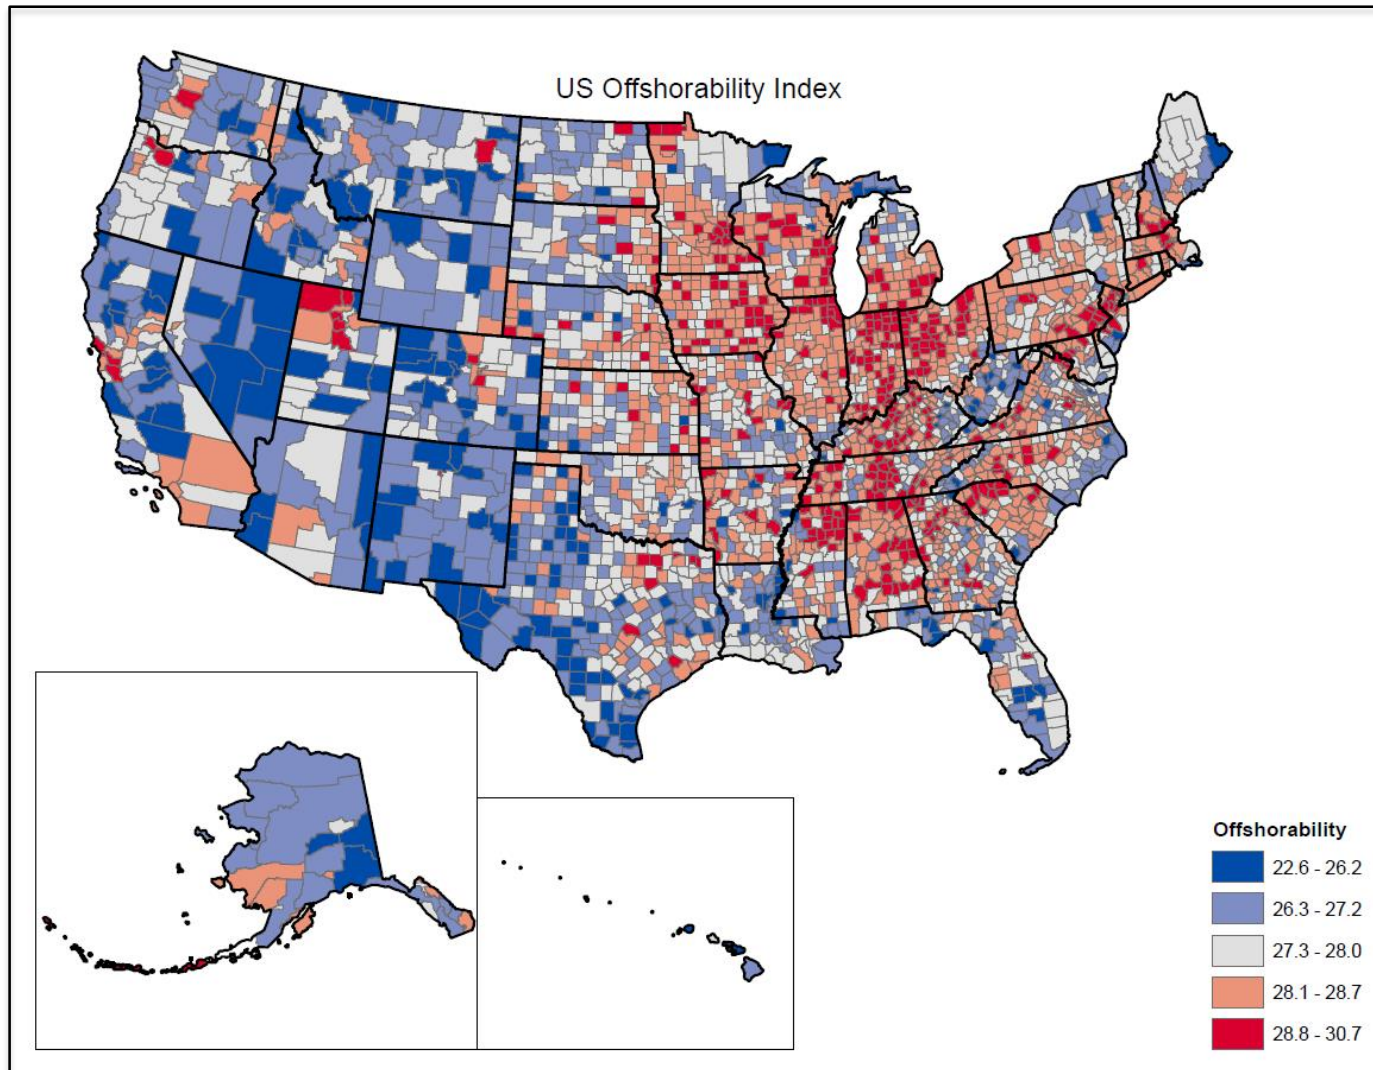 US Offshorability Index
Offshorability
22.6 - 26.2
26.3 - 27.2
27.3 - 28.0
28.1 - 28.7
28.8 - 30.7